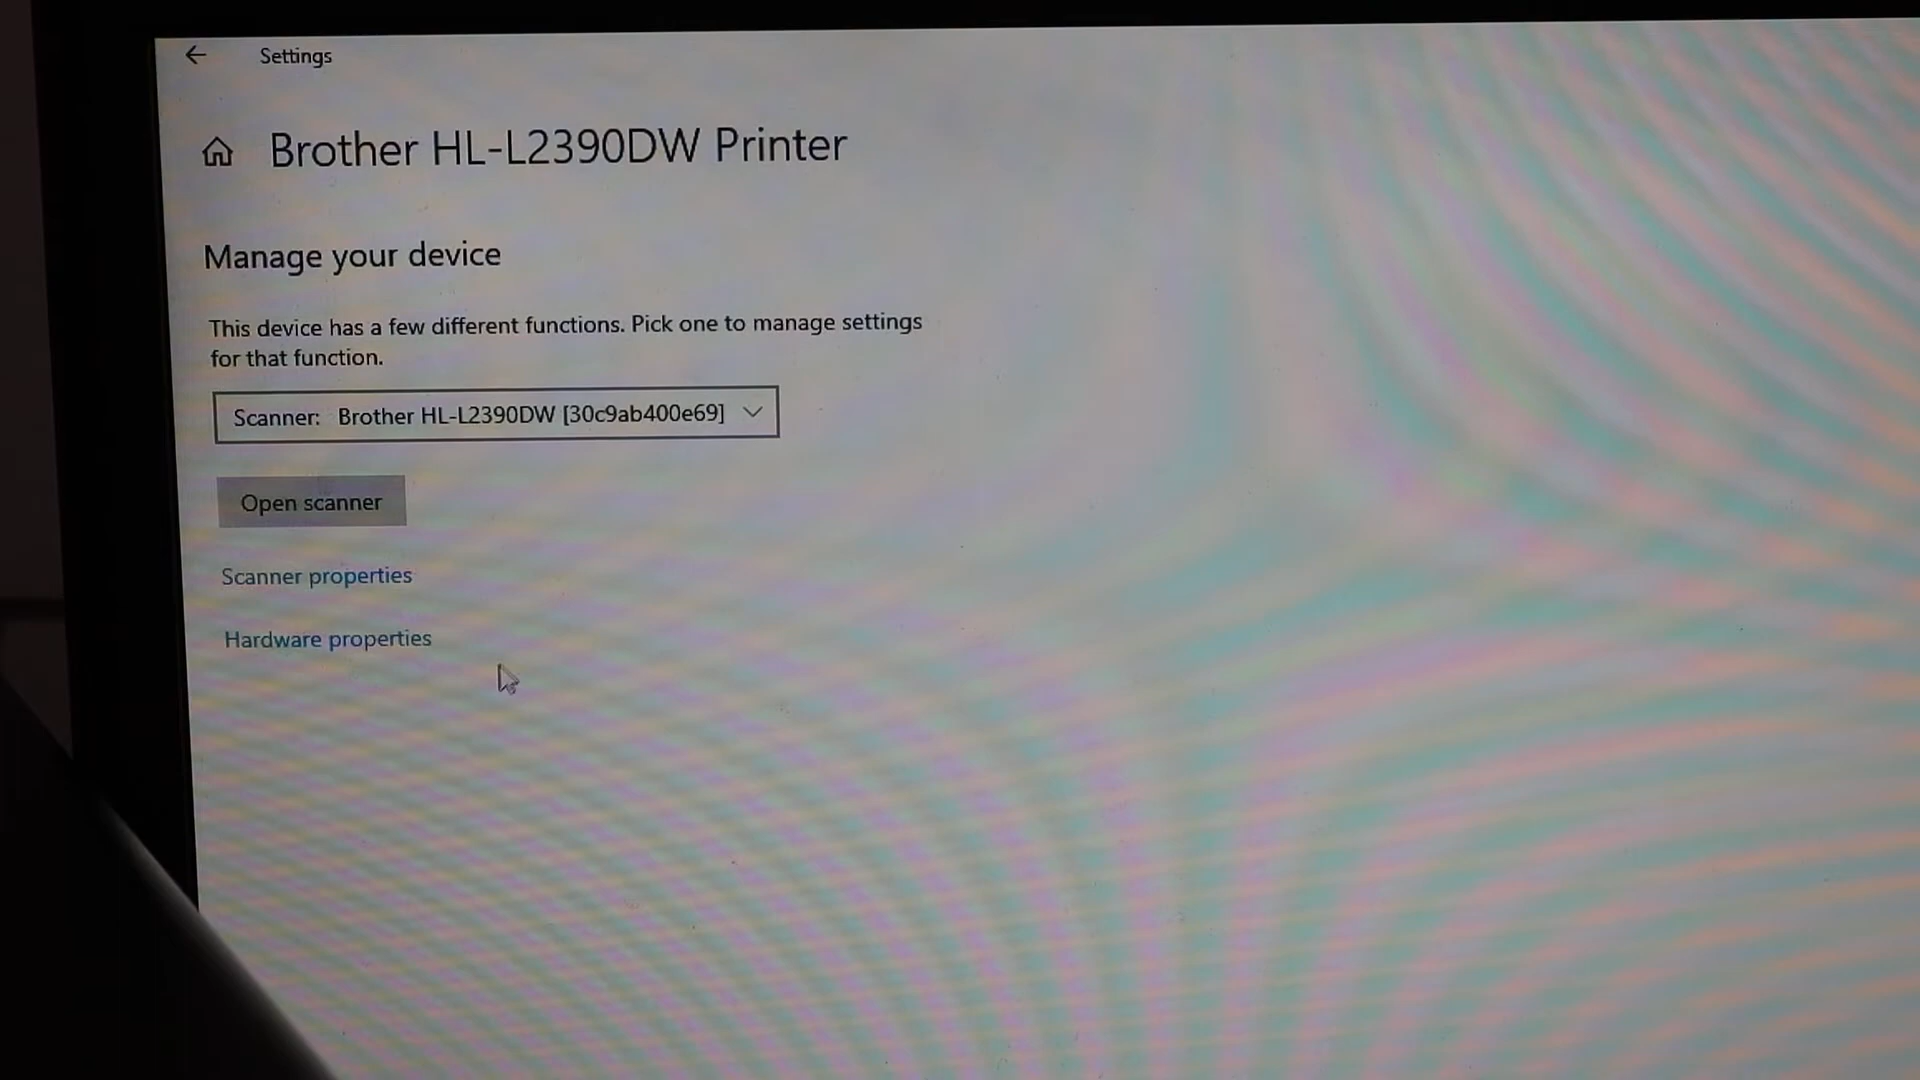 Settings
Brother HL-L2390DW Printer
Manage your device
This device has a few different functions. Pick one to manage settings
for that function.
Scanner: Brother HL-L2390DW [30c9ab400e69]
Open scanner
Scanner properties
Hardware properties